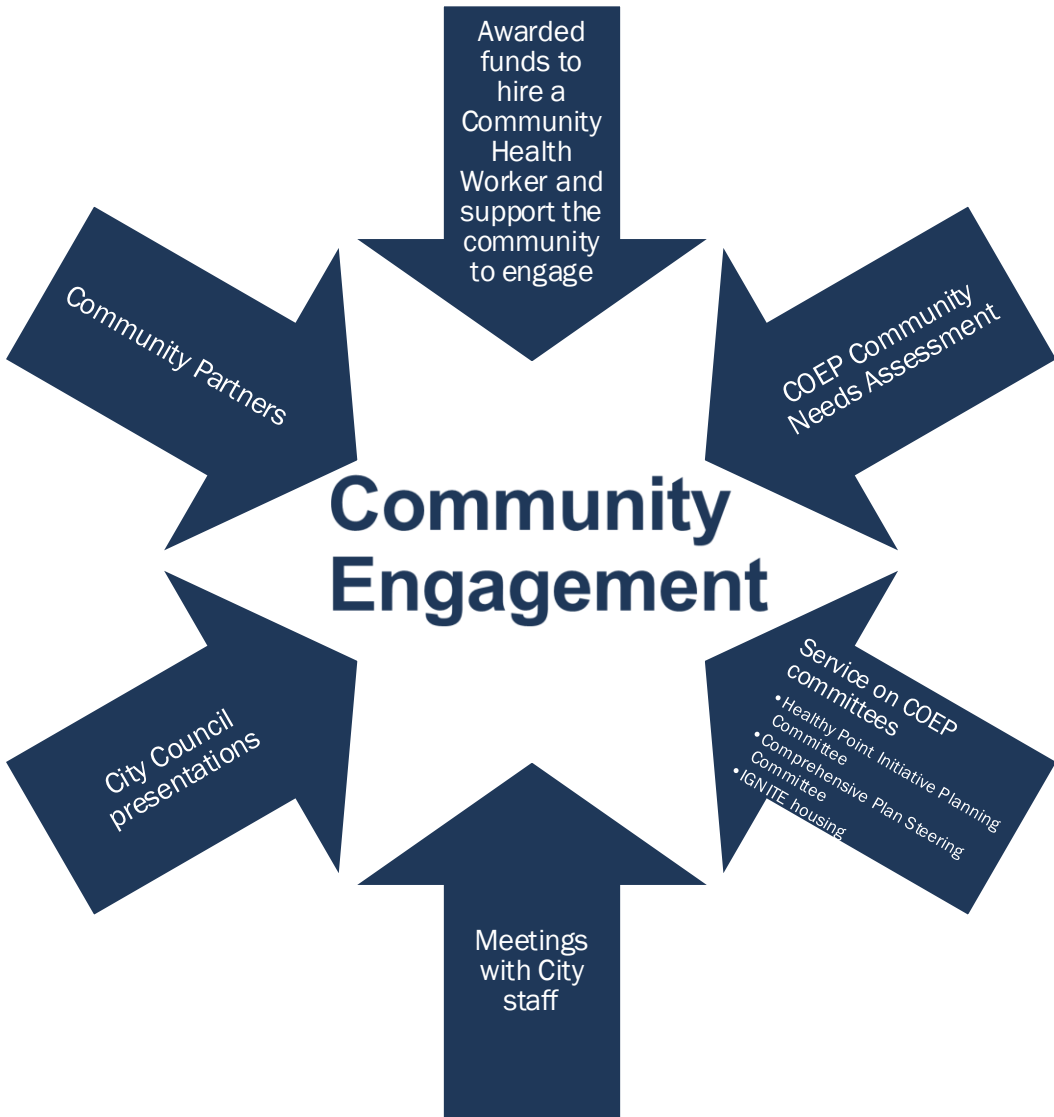 Awarded
funds to
hire a
Community
Health
Worker and
support the
community
to engage
COEP Community
Needs Assessment
Service on COEP
committees
•Healthy Point Initiative Planning
Committee
•Comprehensive Plan Steering
Committee
•IGNITE housing
Meetings
with City
staff
City Council
presentations
Community Partners
Community
Engagement